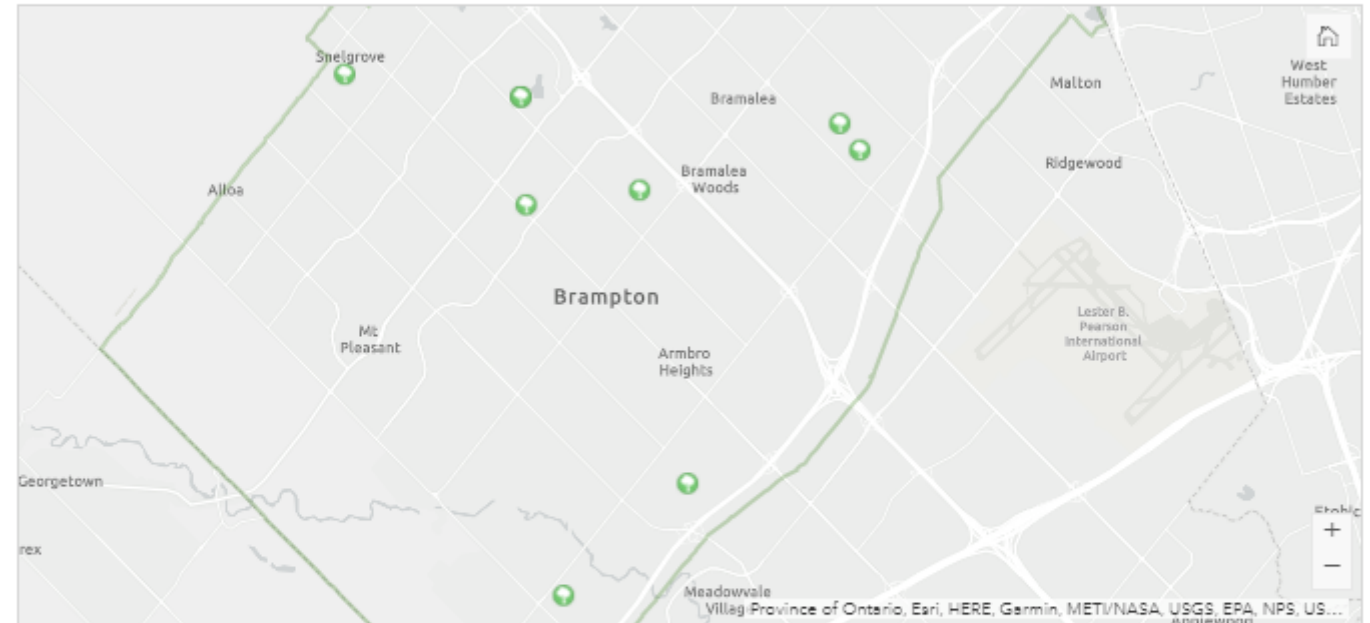 Snelgrove
West
Humber
Estates
Malton
Bramalea
Ridgewood
Bramalea
Woods
Alloa
Brampton
Lester B.
Pearson
International
Airport
Mt
Pleasant
Armbro
Heights
Georgetown
rex
Etobic
+
−
Meadowvale
Villag
Province of Ontario, Esri, HERE, Garmin, METI/NASA, USGS, EPA, NPS, US...